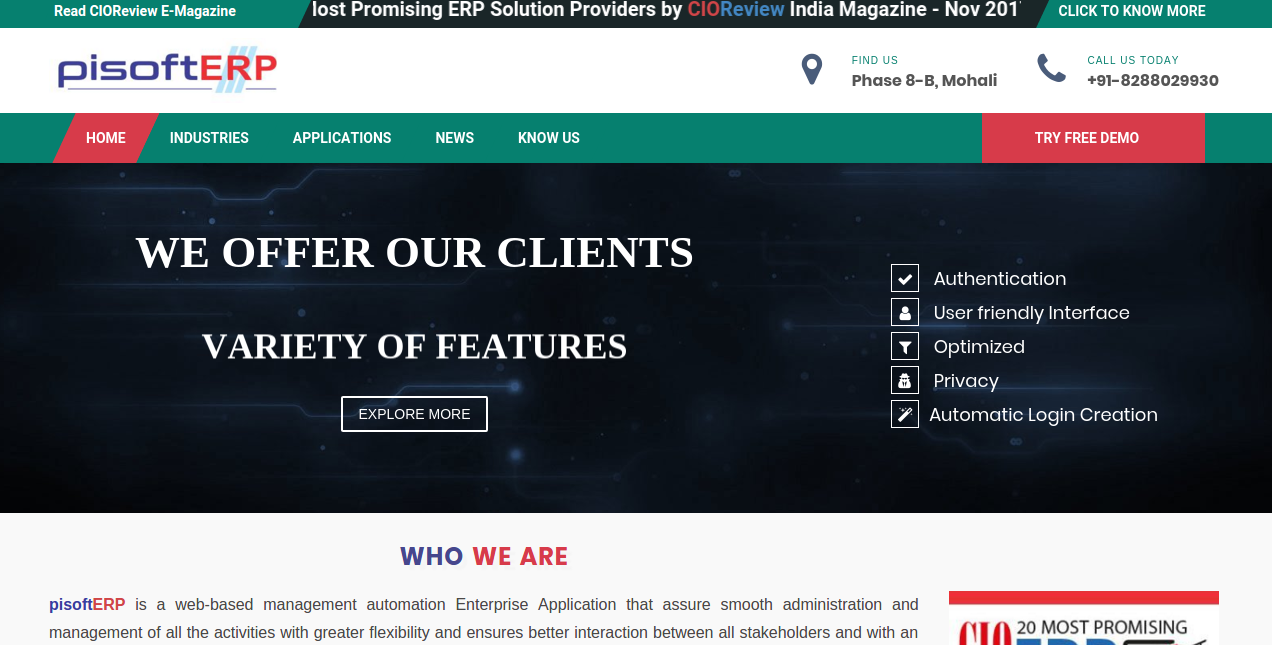 Read CIOReview E-Magazine
Promising ERP Solution Providers by CIOReview India Magazine - Nov
CLICK TO KNOW MORE
pisoftERP
FIND US
Phase 8-B, Mohali
CALL US TODAY
+91-8288029930
HOME
INDUSTRIES
APPLICATIONS
NEWS
KNOW US
TRY FREE DEMO
WE OFFER OUR CLIENTS
VARIETY OF FEATURES
EXPLORE MORE
Authentication
User friendly Interface
Optimized
Privacy
Automatic Login Creation
WHO WE ARE
pisoftERP is a web-based management automation Enterprise Application that assure smooth administration and
management of all the activities with greater flexibility and ensures better interaction between all stakeholders and with an
CIO
20 MOST PROMISING